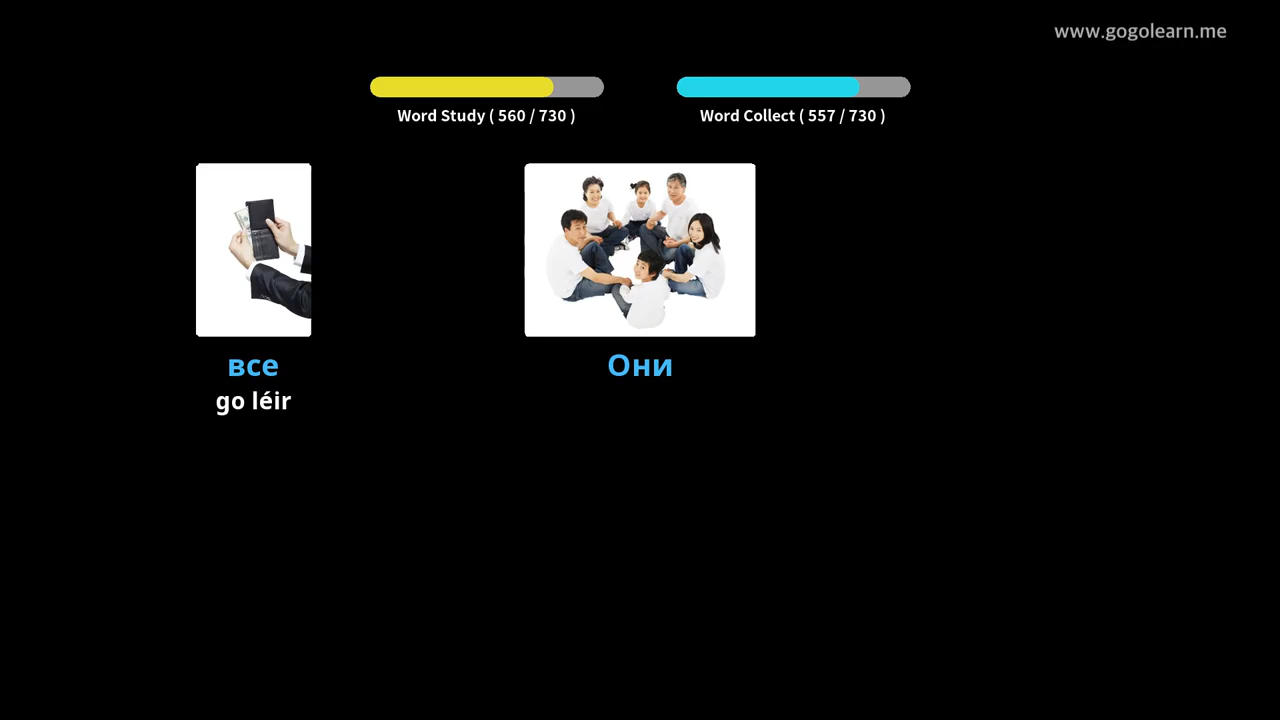 www.gogolearn.me
Word Study ( 560 / 730 )
Word Collect ( 557 / 730 )
все
go léir
Они